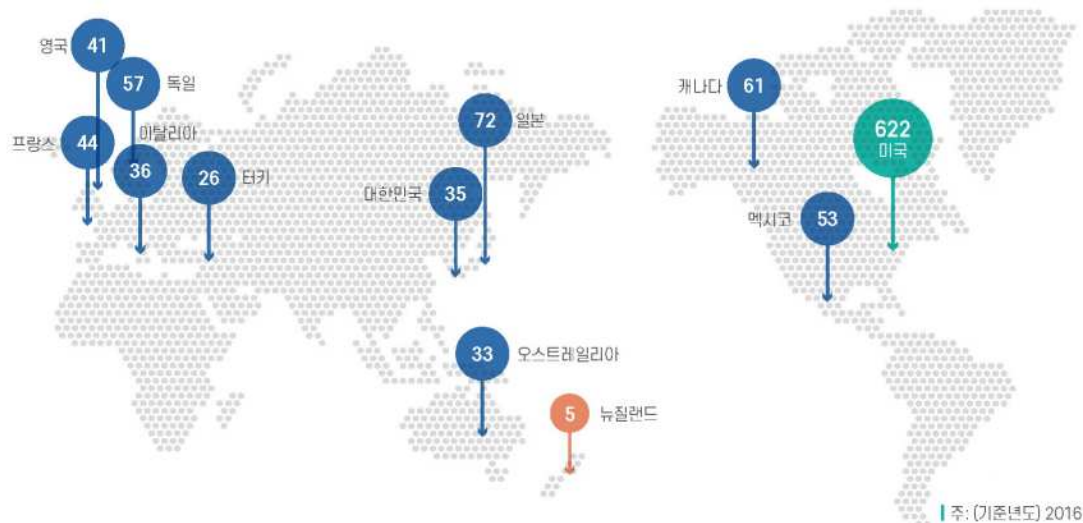 영국 41
57 독일
프랑스 44
이탈리아
36
26 터키
72 일본
대한민국 35
33 오스트레일리아
5 뉴질랜드
캐나다 61
622
미국
멕시코 53
주: (기준년도) 2016